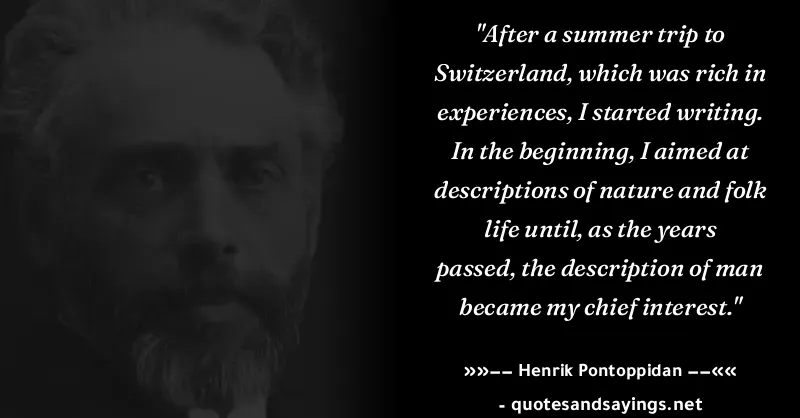 "After a summer trip to
Switzerland, which was rich in
experiences, I started writing.
In the beginning, I aimed at
descriptions of nature and folk
life until, as the years
passed, the description of man
became my chief interest."
»»–– Henrik Pontoppidan ––««
- quotesandsayings.net